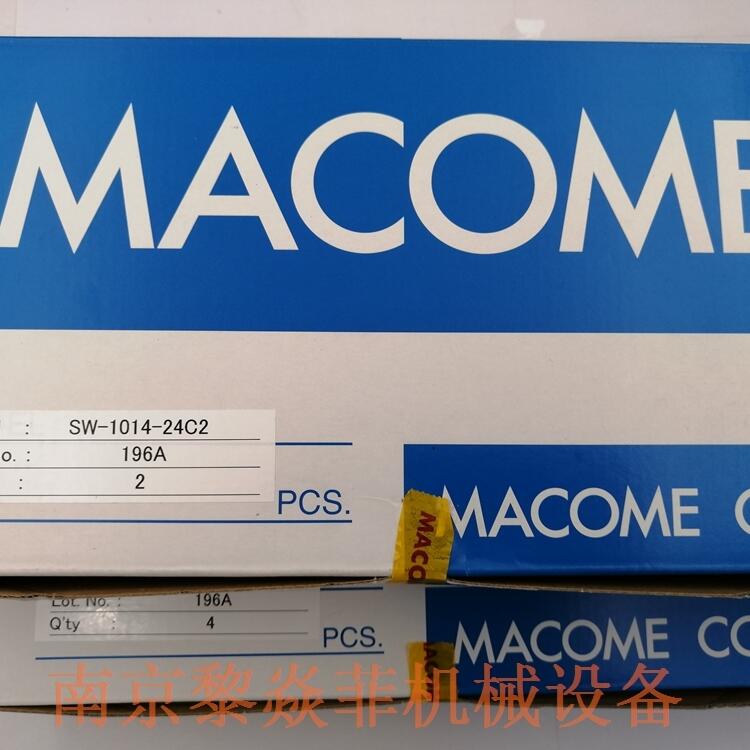 MACOME
: SW-1014-24C2
o. : 196A
: 2
PCS.
MACOME C
MACO
Lot. No. : 196A
Q'ty : 4
PCS.
MACOME CO
AC
南京黎焱菲机械设备